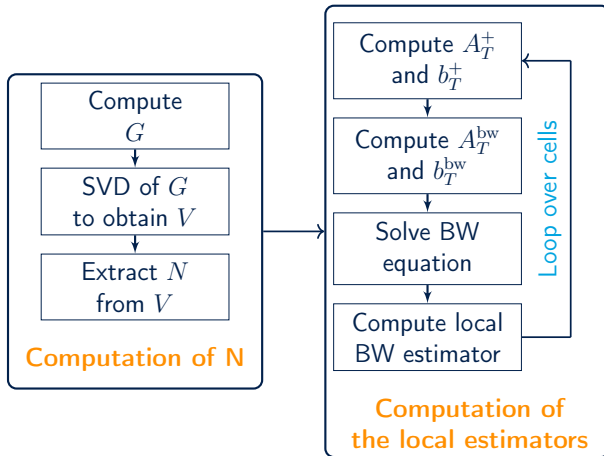 Compute
G
SVD of G
to obtain V
Extract N
from V
Computation of N
Compute A_T^+
and b_T^+
Compute A_T^bw
and b_T^bw
Solve BW
equation
Compute local
BW estimator
Loop over cells
Computation of
the local estimators